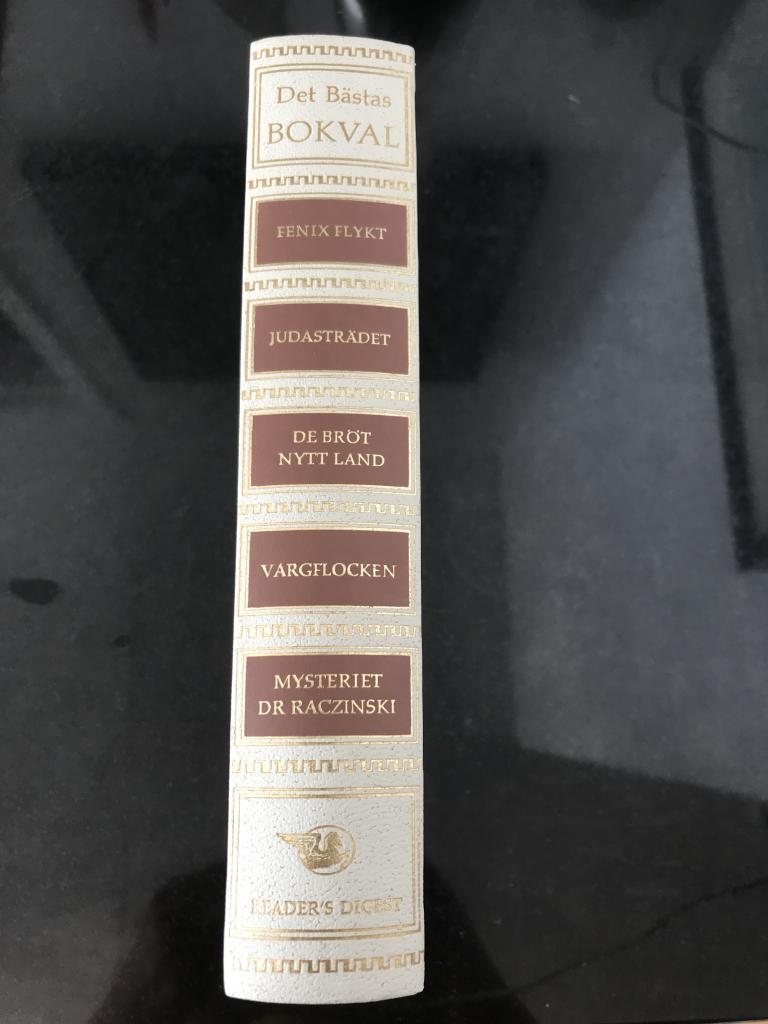 Det Bästas
BOKVAL
FENIX FLYKT
JUDASTRÄDET
DE BRÖT
NYTT LAND
VARGFLOCKEN
MYSTERIET
DR RACZINSKI
READER'S DIGEST